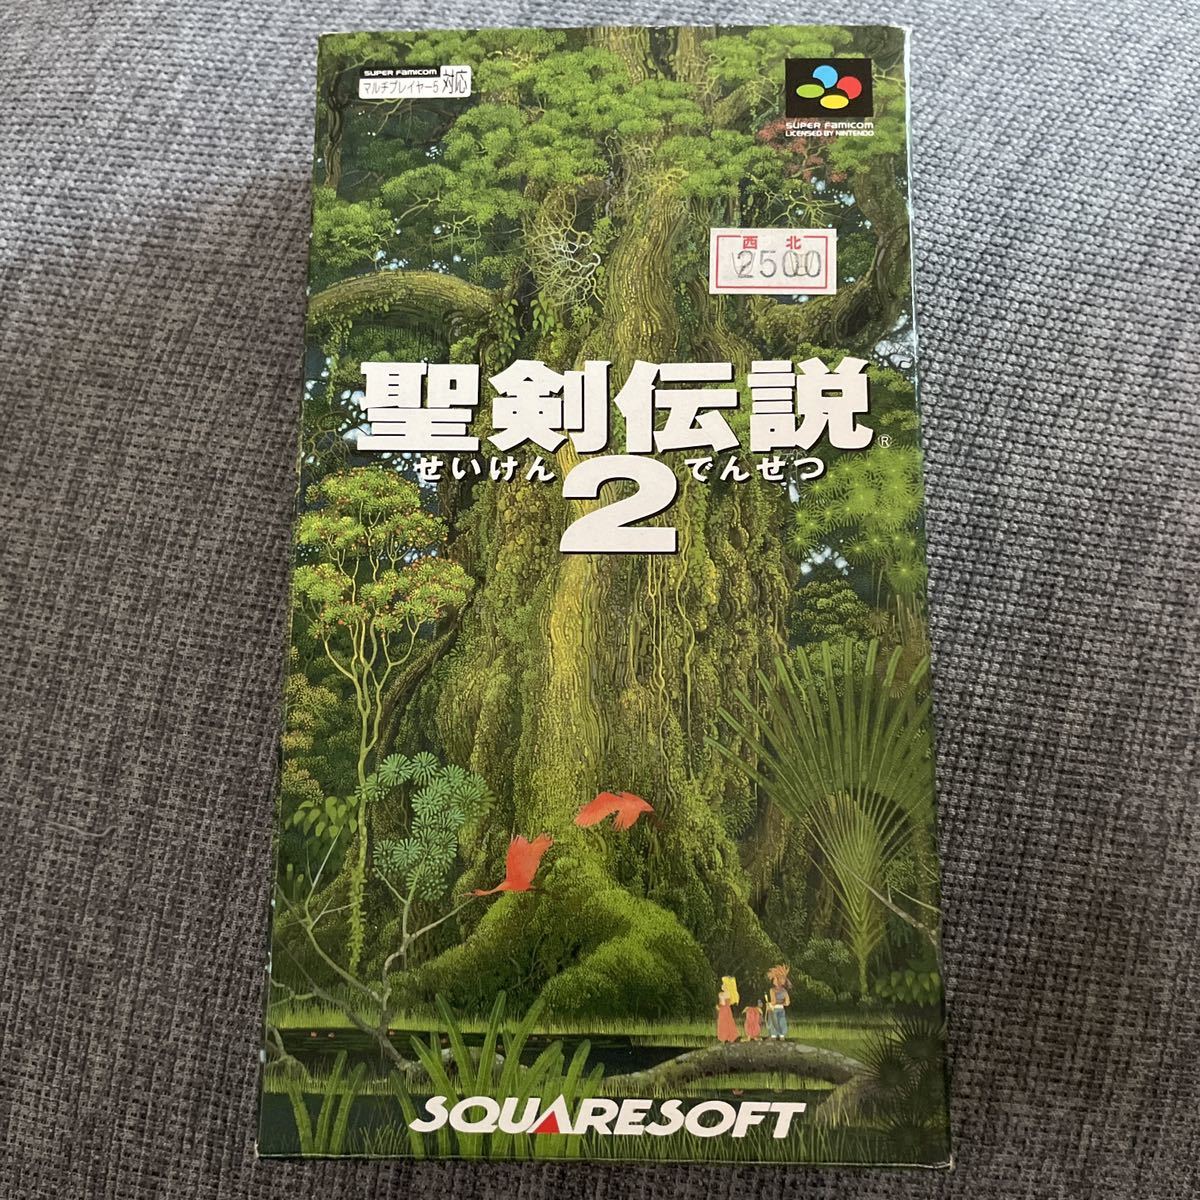 SUPER FAMICOM
マルチプレイヤー5 対応
SUPER FAMICOM
LICENSED BY NINTENDO
西 北
¥2500
聖剣伝説®
せいけん でんせつ
2
SQUARESOFT